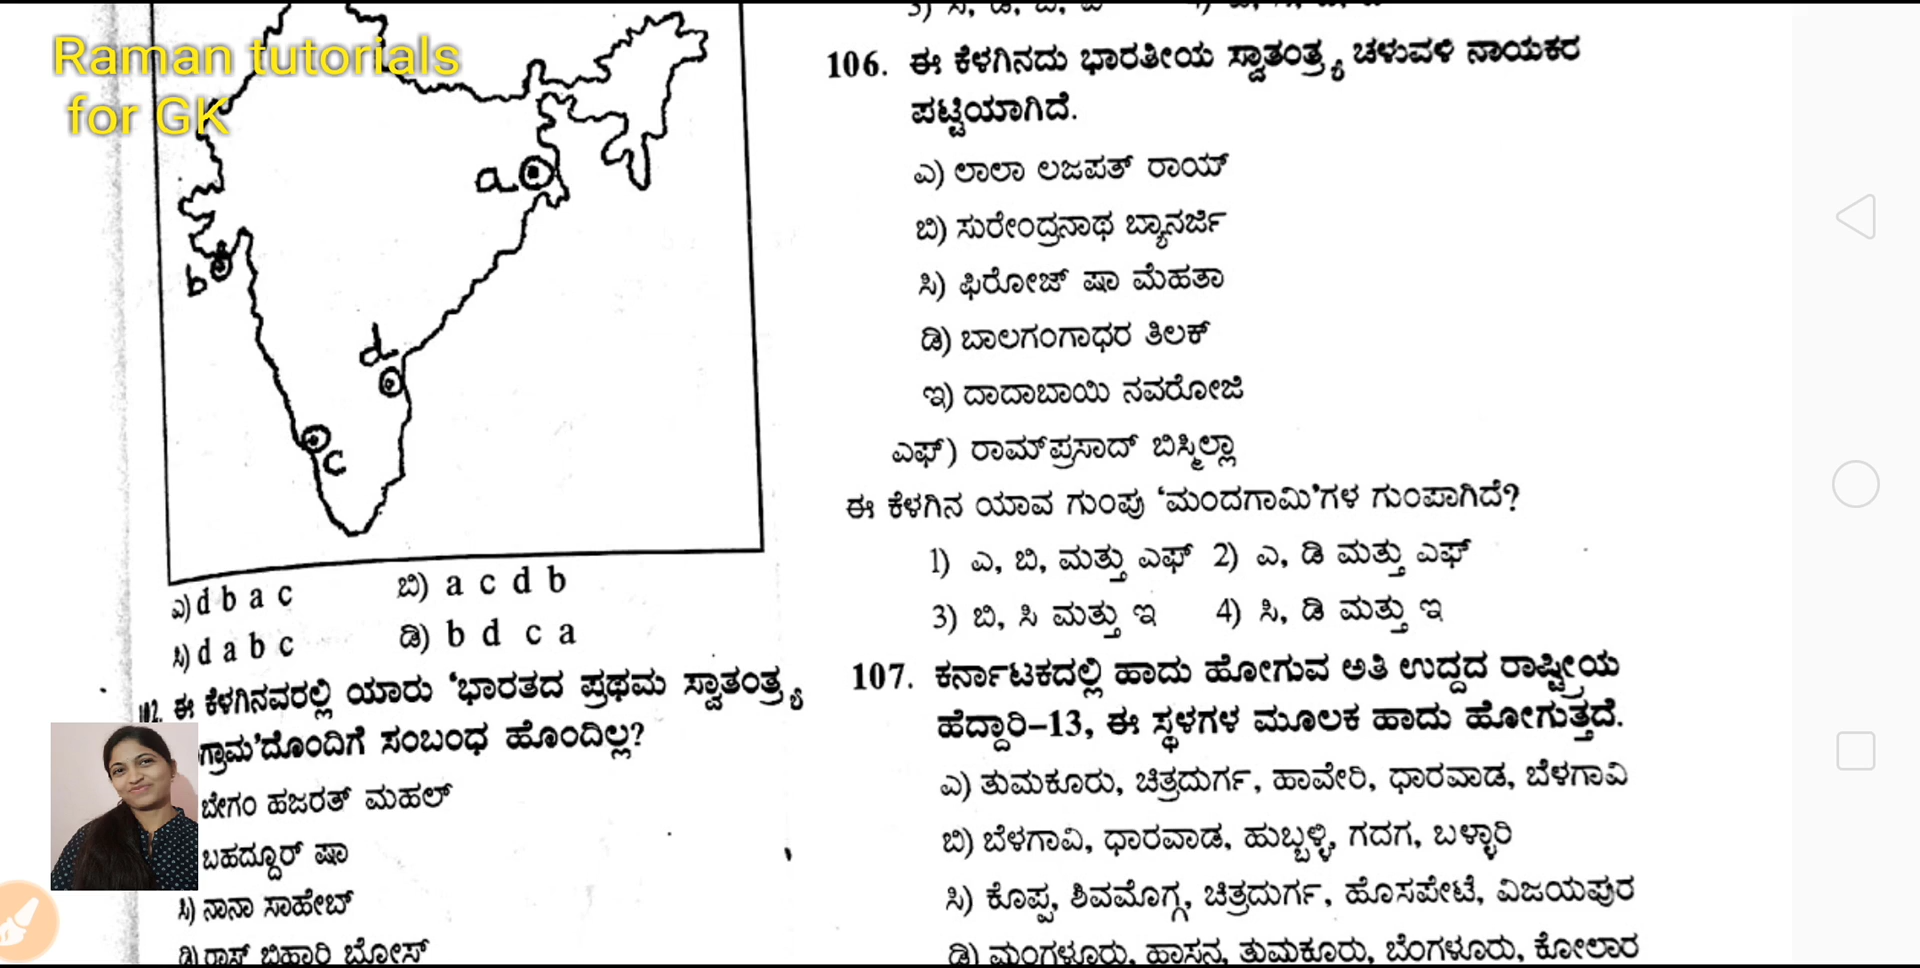 Raman tutorials
for GK
a
b
d
c
ಎ) d b a c
ಬಿ) a c d b
ಸಿ) d a b c
ಡಿ) b d c a
102. ಈ ಕೆಳಗಿನವರಲ್ಲಿ ಯಾರು ‘ಭಾರತದ ಪ್ರಥಮ ಸ್ವಾತಂತ್ರ್ಯ
ಗ್ರಾಮ’ದೊಂದಿಗೆ ಸಂಬಂಧ ಹೊಂದಿಲ್ಲ?
ಬೇಗಂ ಹಜರತ್ ಮಹಲ್
ಬಹದ್ದೂರ್ ಷಾ
ಸಿ) ನಾನಾ ಸಾಹೇಬ್
ಡಿ) ರಾಸ್ ಬಿಹಾರಿ ಬೋಸ್
106. ಈ ಕೆಳಗಿನದು ಭಾರತೀಯ ಸ್ವಾತಂತ್ರ್ಯ ಚಳುವಳಿ ನಾಯಕರ
ಪಟ್ಟಿಯಾಗಿದೆ.
ಎ) ಲಾಲಾ ಲಜಪತ್ ರಾಯ್
ಬಿ) ಸುರೇಂದ್ರನಾಥ ಬ್ಯಾನರ್ಜಿ
ಸಿ) ಫಿರೋಜ್ ಷಾ ಮೆಹತಾ
ಡಿ) ಬಾಲಗಂಗಾಧರ ತಿಲಕ್
ಇ) ದಾದಾಬಾಯಿ ನವರೋಜಿ
ಎಫ್) ರಾಮ್‌ಪ್ರಸಾದ್ ಬಿಸ್ಮಿಲ್ಲಾ
ಈ ಕೆಳಗಿನ ಯಾವ ಗುಂಪು ‘ಮಂದಗಾಮಿ’ಗಳ ಗುಂಪಾಗಿದೆ?
1) ಎ, ಬಿ, ಮತ್ತು ಎಫ್ 2) ಎ, ಡಿ ಮತ್ತು ಎಫ್
3) ಬಿ, ಸಿ ಮತ್ತು ಇ 4) ಸಿ, ಡಿ ಮತ್ತು ಇ
107. ಕರ್ನಾಟಕದಲ್ಲಿ ಹಾದು ಹೋಗುವ ಅತಿ ಉದ್ದದ ರಾಷ್ಟ್ರೀಯ
ಹೆದ್ದಾರಿ–13, ಈ ಸ್ಥಳಗಳ ಮೂಲಕ ಹಾದು ಹೋಗುತ್ತದೆ.
ಎ) ತುಮಕೂರು, ಚಿತ್ರದುರ್ಗ, ಹಾವೇರಿ, ಧಾರವಾಡ, ಬೆಳಗಾವಿ
ಬಿ) ಬೆಳಗಾವಿ, ಧಾರವಾಡ, ಹುಬ್ಬಳ್ಳಿ, ಗದಗ, ಬಳ್ಳಾರಿ
ಸಿ) ಕೊಪ್ಪ, ಶಿವಮೊಗ್ಗ, ಚಿತ್ರದುರ್ಗ, ಹೊಸಪೇಟೆ, ವಿಜಯಪುರ
ಡಿ) ಮಂಗಳೂರು, ಹಾಸನ, ತುಮಕೂರು, ಬೆಂಗಳೂರು, ಕೋಲಾರ